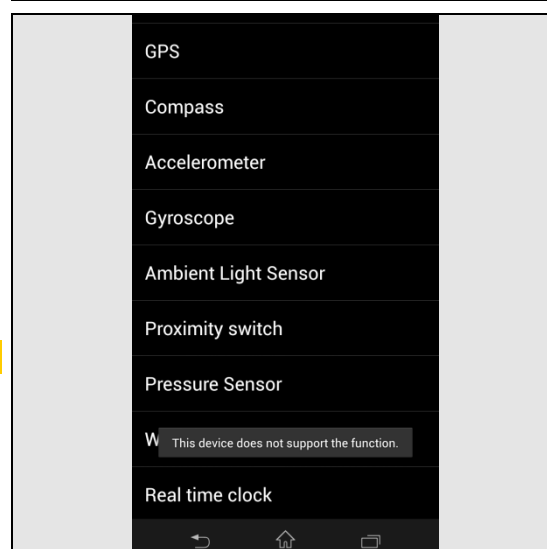 GPS
Compass
Accelerometer
Gyroscope
Ambient Light Sensor
Proximity switch
Pressure Sensor
This device does not support the function.
Real time clock